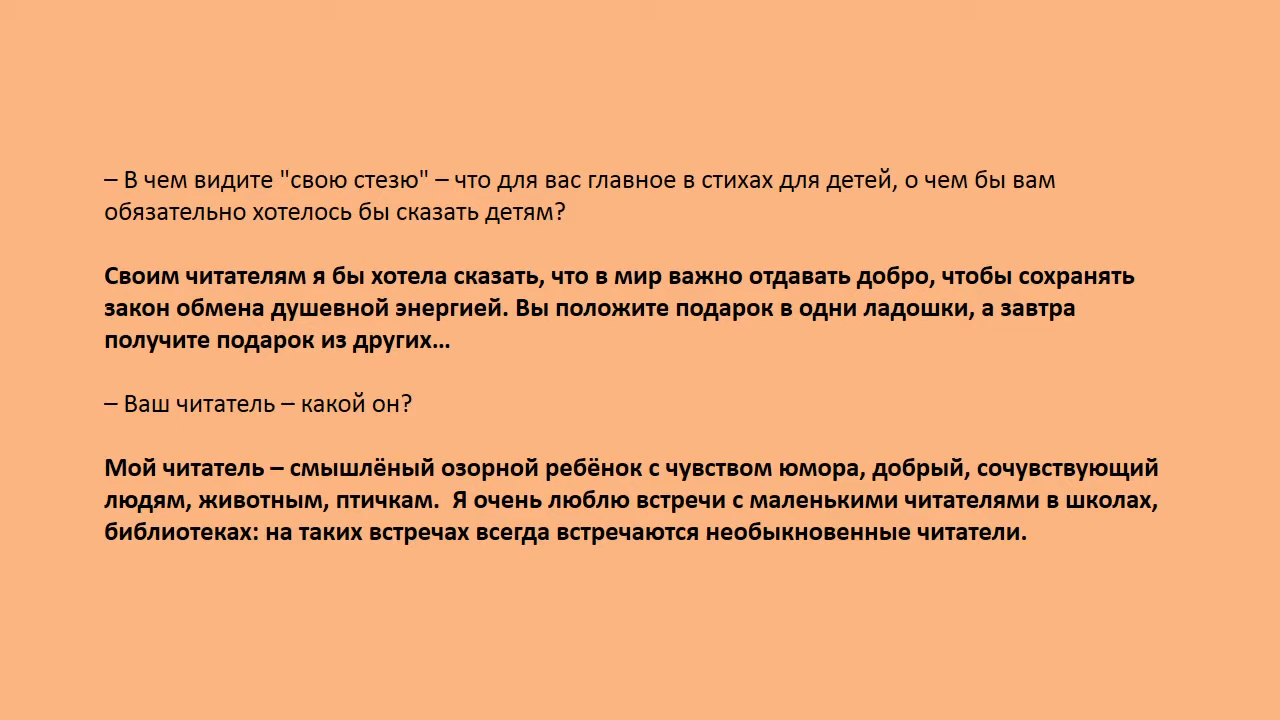 – В чем видите "свою стезю" – что для вас главное в стихах для детей, о чем бы вам
обязательно хотелось бы сказать детям?
Своим читателям я бы хотела сказать, что в мир важно отдавать добро, чтобы сохранять
закон обмена душевной энергией. Вы положите подарок в одни ладошки, а завтра
получите подарок из других…
– Ваш читатель – какой он?
Мой читатель – смышлёный озорной ребёнок с чувством юмора, добрый, сочувствующий
людям, животным, птичкам.  Я очень люблю встречи с маленькими читателями в школах,
библиотеках: на таких встречах всегда встречаются необыкновенные читатели.